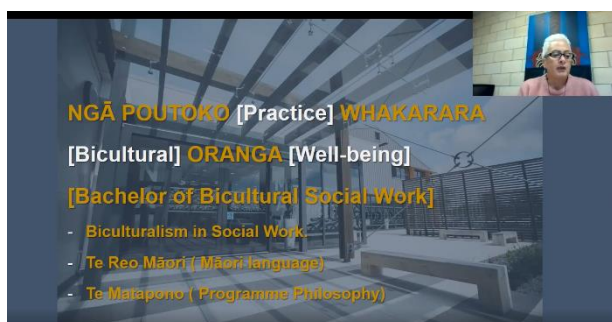 NGĀ POUTOKO [Practice] WHAKARARA
[Bicultural] ORANGA [Well-being]
[Bachelor of Bicultural Social Work]
- Biculturalism in Social Work.
- Te Reo Māori ( Māori language)
- Te Matapono ( Programme Philosophy)